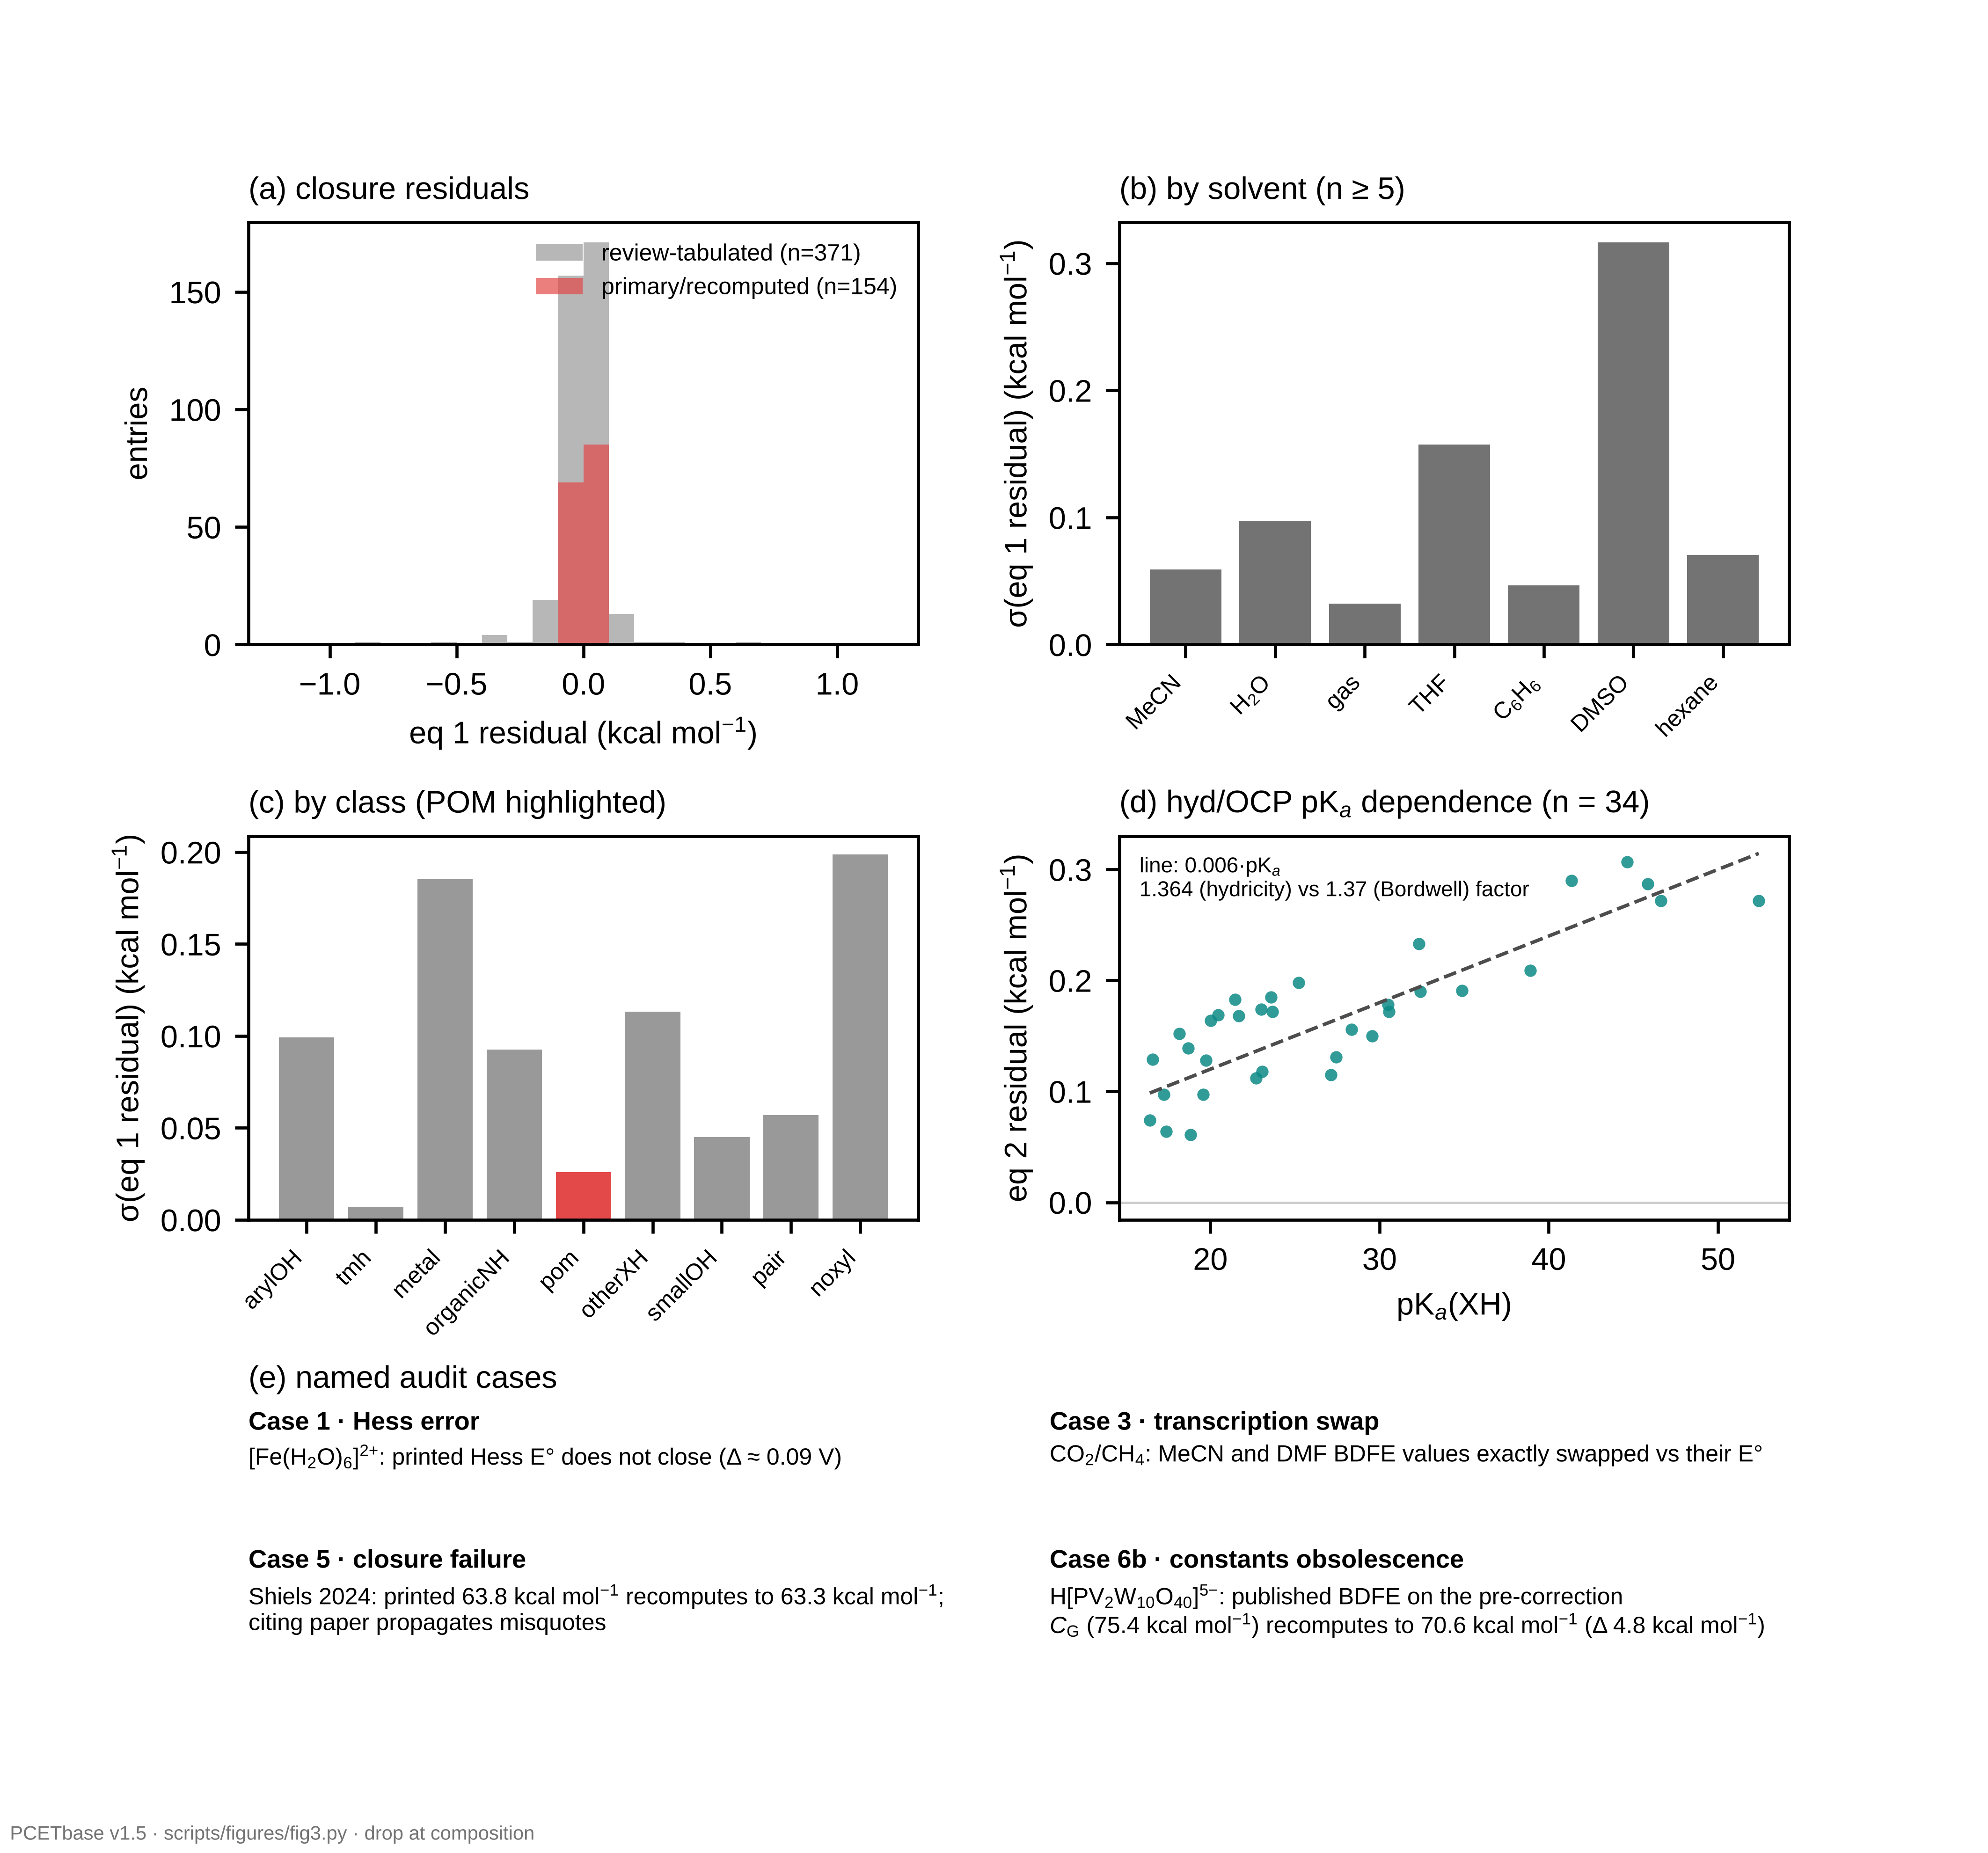 (a) closure residuals
review-tabulated (n=371)
primary/recomputed (n=154)
150
100
50
0
entries
−1.0 −0.5 0.0 0.5 1.0
eq 1 residual (kcal mol⁻¹)
(b) by solvent (n ≥ 5)
0.3
0.2
0.1
0.0
σ(eq 1 residual) (kcal mol⁻¹)
MeCN H₂O gas THF C₆H₆ DMSO hexane
(c) by class (POM highlighted)
0.20
0.15
0.10
0.05
0.00
σ(eq 1 residual) (kcal mol⁻¹)
arylOH tmh metal organicNH pom otherXH smallOH pair noxyl
(d) hyd/OCP pKₐ dependence (n = 34)
line: 0.006·pKₐ
1.364 (hydricity) vs 1.37 (Bordwell) factor
0.3
0.2
0.1
0.0
eq 2 residual (kcal mol⁻¹)
20 30 40 50
pKₐ(XH)
(e) named audit cases
Case 1 · Hess error
[Fe(H₂O)₆]²⁺: printed Hess E° does not close (Δ ≈ 0.09 V)
Case 3 · transcription swap
CO₂/CH₄: MeCN and DMF BDFE values exactly swapped vs their E°
Case 5 · closure failure
Shiels 2024: printed 63.8 kcal mol⁻¹ recomputes to 63.3 kcal mol⁻¹;
citing paper propagates misquotes
Case 6b · constants obsolescence
H[PV₂W₁₀O₄₀]⁵⁻: published BDFE on the pre-correction
C_G (75.4 kcal mol⁻¹) recomputes to 70.6 kcal mol⁻¹ (Δ 4.8 kcal mol⁻¹)
PCETbase v1.5 · scripts/figures/fig3.py · drop at composition